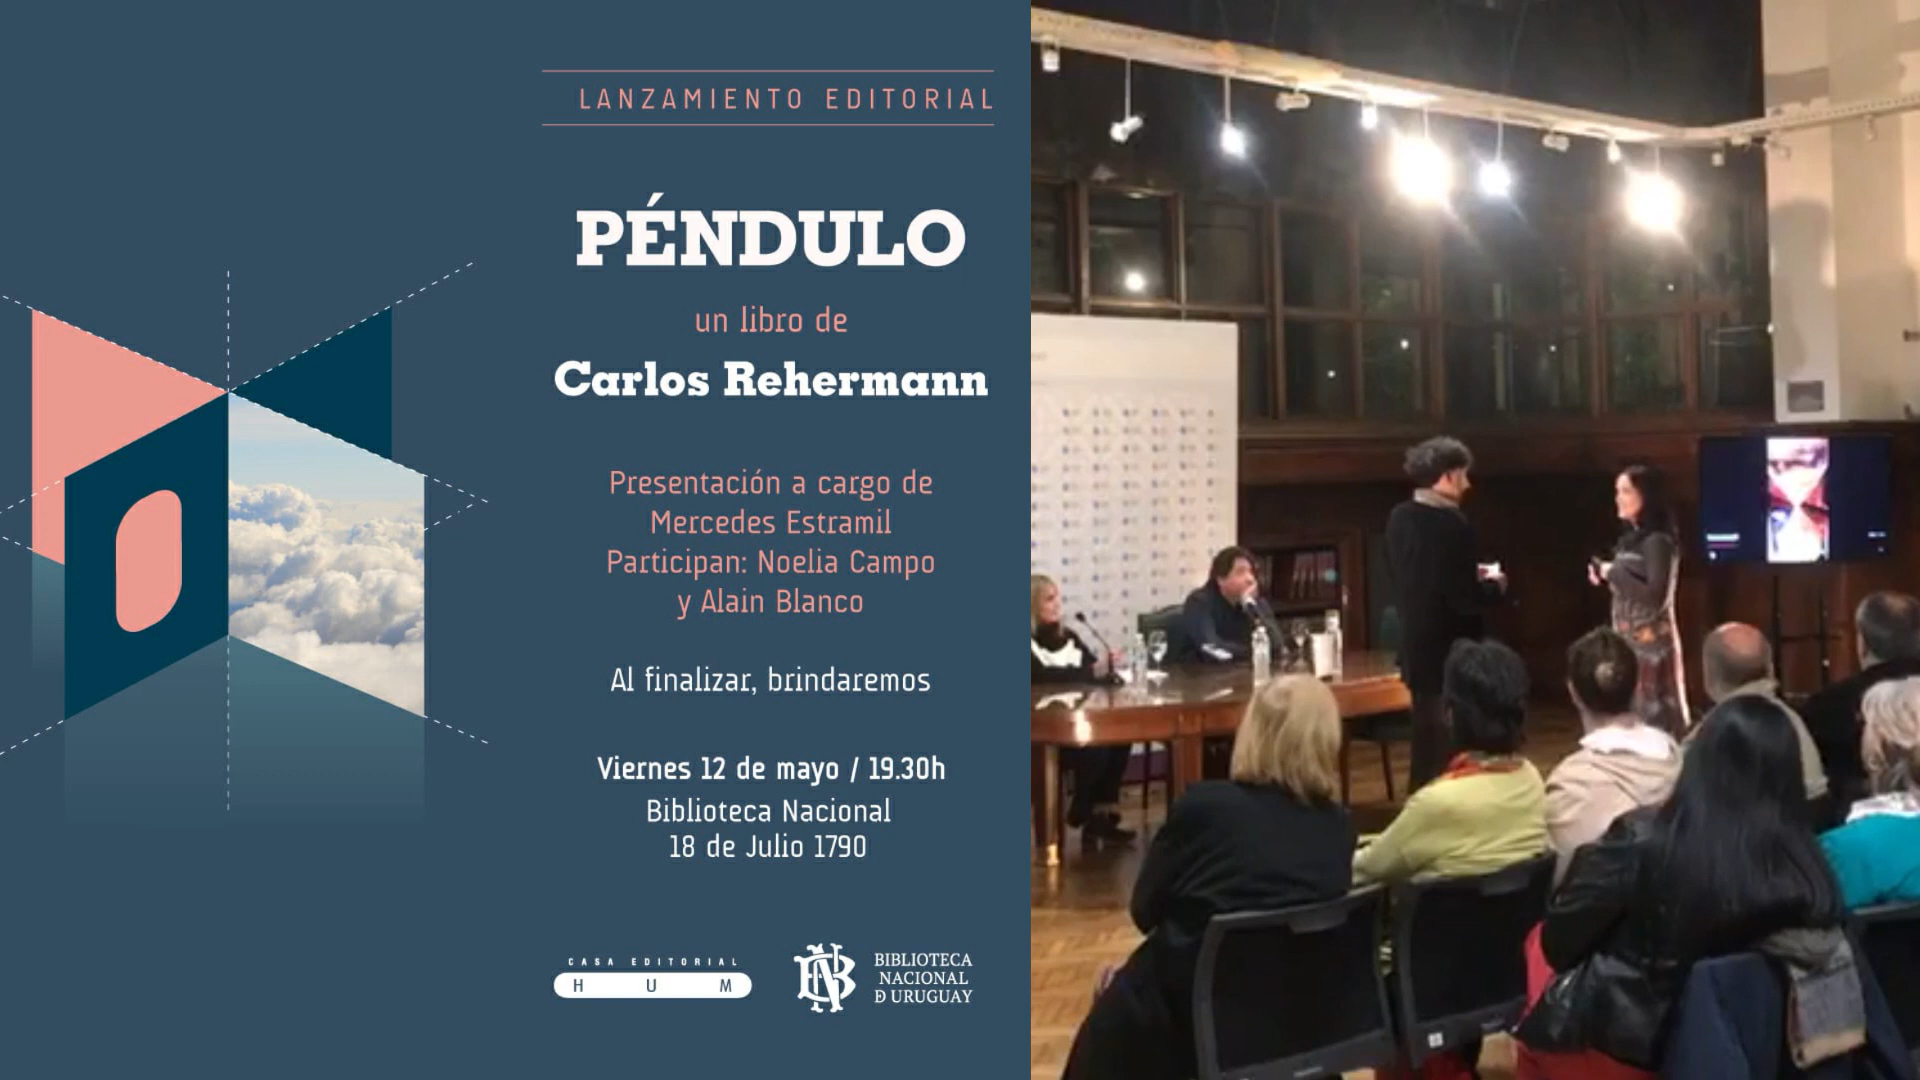 LANZAMIENTO EDITORIAL
PÉNDULO
un libro de
Carlos Rehermann
Presentación a cargo de
Mercedes Estramil
Participan: Noelia Campo
y Alain Blanco
Al finalizar, brindaremos
Viernes 12 de mayo / 19.30h
Biblioteca Nacional
18 de Julio 1790
CASA EDITORIAL
HUM
BIBLIOTECA
NACIONAL
D URUGUAY